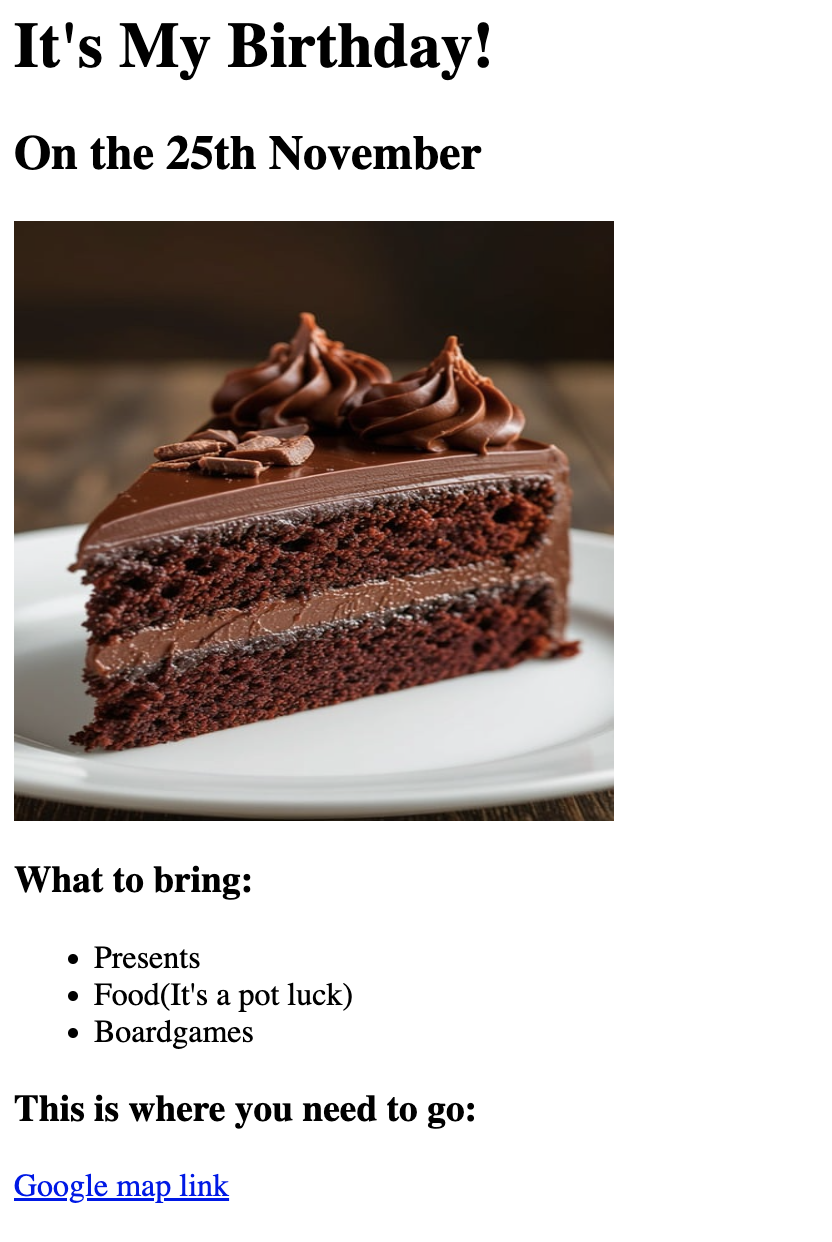 It's My Birthday!
On the 25th November
What to bring:
Presents
Food(It's a pot luck)
Boardgames
This is where you need to go:
Google map link